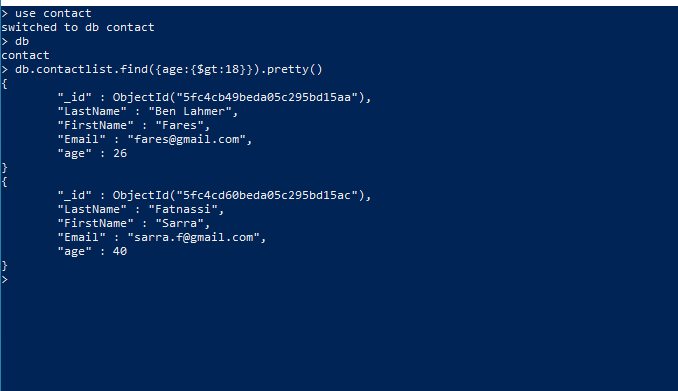 > use contact
switched to db contact
> db
contact
> db.contactlist.find({age:{$gt:18}}).pretty()
{
        "_id" : ObjectId("5fc4cb49beda05c295bd15aa"),
        "LastName" : "Ben Lahmer",
        "FirstName" : "Fares",
        "Email" : "fares@gmail.com",
        "age" : 26
}
{
        "_id" : ObjectId("5fc4cd60beda05c295bd15ac"),
        "LastName" : "Fatnassi",
        "FirstName" : "Sarra",
        "Email" : "sarra.f@gmail.com",
        "age" : 40
}
>